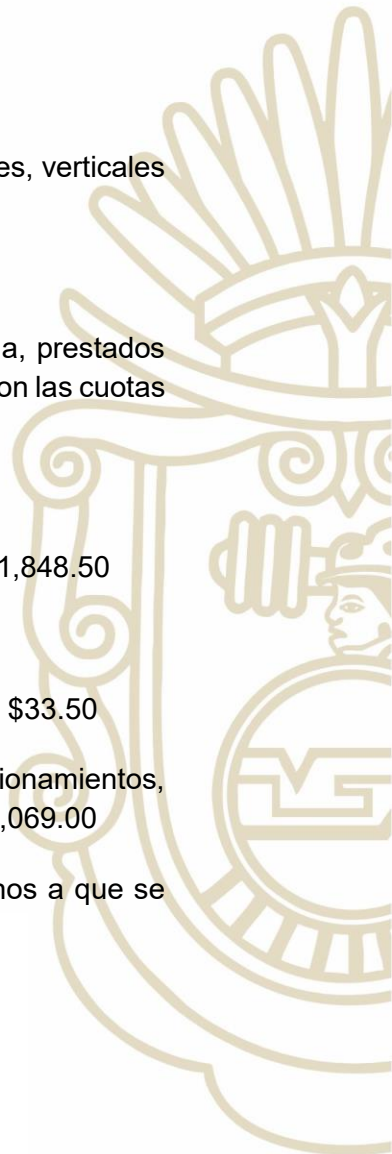 es, verticales
a, prestados
on las cuotas
1,848.50
$33.50
ionamientos,
,069.00
nos a que se